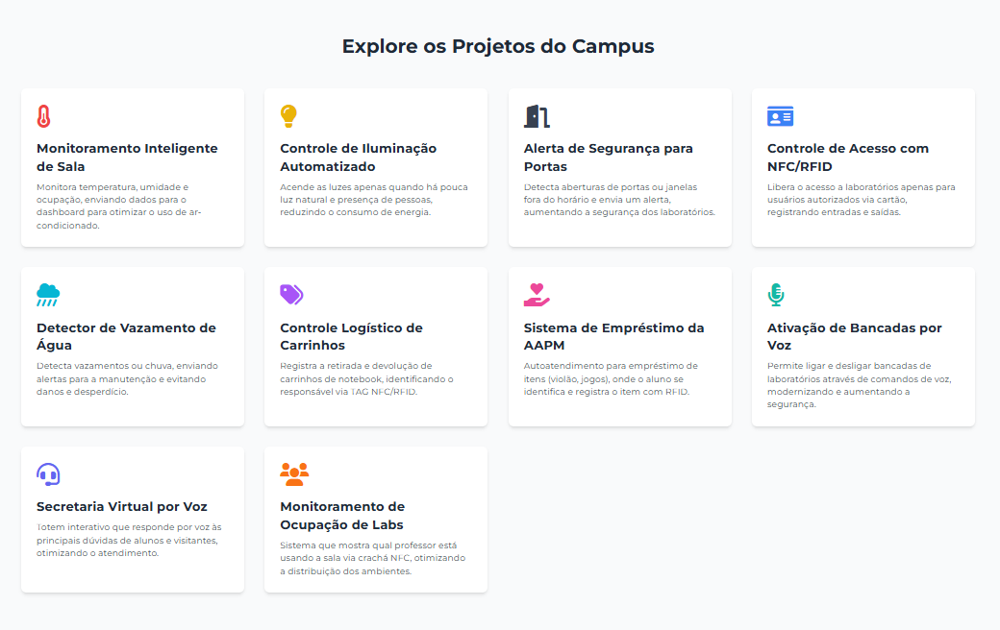 Explore os Projetos do Campus
Monitoramento Inteligente
de Sala
Monitora temperatura, umidade e
ocupação, enviando dados para o
dashboard para otimizar o uso de ar-
condicionado.
Controle de Iluminação
Automatizado
Acende as luzes apenas quando há pouca
luz natural e presença de pessoas,
reduzindo o consumo de energia.
Alerta de Segurança para
Portas
Detecta aberturas de portas ou janelas
fora do horário e envia um alerta,
aumentando a segurança dos laboratórios.
Controle de Acesso com
NFC/RFID
Libera o acesso a laboratórios apenas para
usuários autorizados via cartão,
registrando entradas e saídas.
Detector de Vazamento de
Água
Detecta vazamentos ou chuva, enviando
alertas para a manutenção e evitando
danos e desperdício.
Controle Logístico de
Carrinhos
Registra a retirada e devolução de
carrinhos de notebook, identificando o
responsável via TAG NFC/RFID.
Sistema de Empréstimo da
AAPM
Autoatendimento para empréstimo de
itens (violão, jogos), onde o aluno se
identifica e registra o item com RFID.
Ativação de Bancadas por
Voz
Permite ligar e desligar bancadas de
laboratórios através de comandos de voz,
modernizando e aumentando a
segurança.
Secretaria Virtual por Voz
Totem interativo que responde por voz às
principais dúvidas de alunos e visitantes,
otimizando o atendimento.
Monitoramento de
Ocupação de Labs
Sistema que mostra qual professor está
usando a sala via crachá NFC, otimizando
a distribuição dos ambientes.